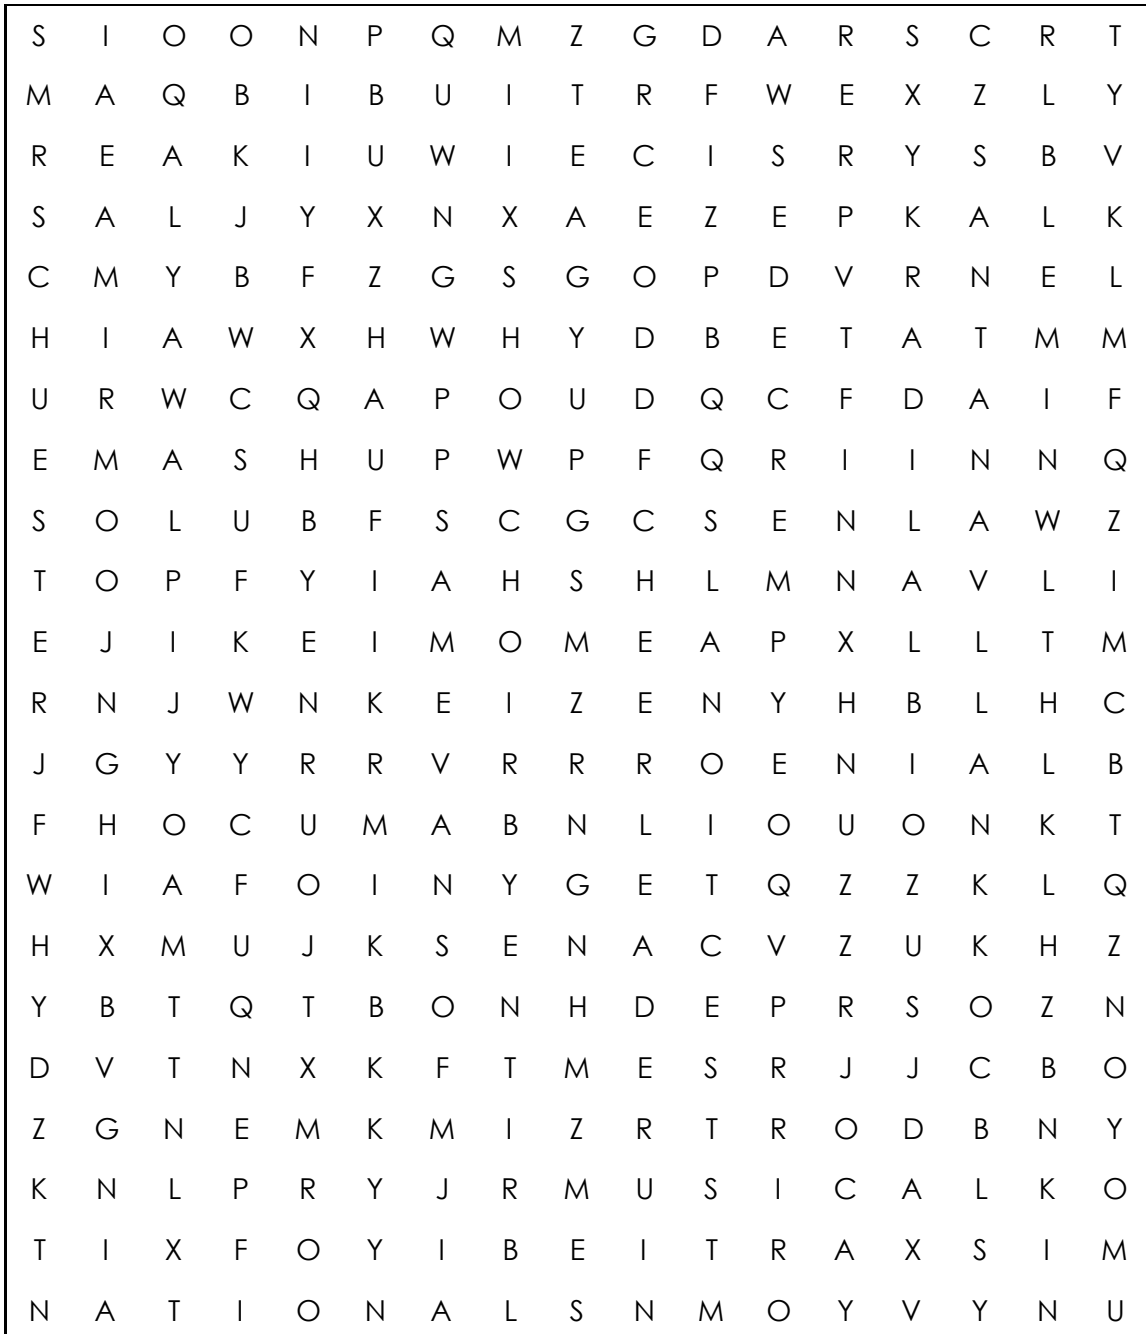 S I O O N P Q M Z G D A R S C R T
M A Q B I B U I T R F W E X Z L Y
R E A K I U W I E C I S R Y S B V
S A L J Y X N X A E Z E P K A L K
C M Y B F Z G S G O P D V R N E L
H I A W X H W H Y D B E T A T M M
U R W C Q A P O U D Q C F D A I F
E M A S H U P W P F Q R I I N N Q
S O L U B F S C G C S E N L A W Z
T O P F Y I A H S H L M N A V L I
E J I K E I M O M E A P X L L T M
R N J W N K E I Z E N Y H B L H C
J G Y Y R R V R R R O E N I A L B
F H O C U M A B N L I O U O N K T
W I A F O I N Y G E T Q Z Z K L Q
H X M U J K S E N A C V Z U K H Z
Y B T Q T B O N H D E P R S O Z N
D V T N X K F T M E S R J J C B O
Z G N E M K M I Z R T R O D B N Y
K N L P R Y J R M U S I C A L K O
T I X F O Y I B E I T R A X S I M
N A T I O N A L S N M O Y V Y N U